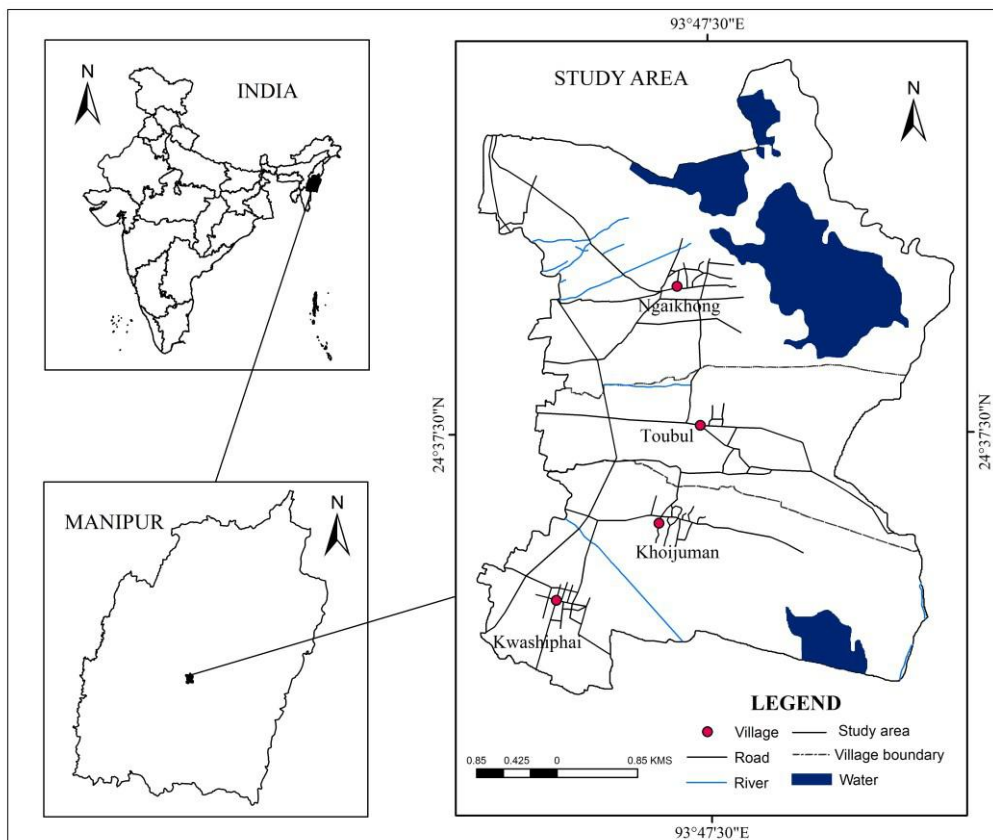 93°47'30"E
N
INDIA
STUDY AREA
N
Ngaikhong
24°37'30"N
24°37'30"N
Toubul
N
MANIPUR
Khoijuman
Kwashiphai
LEGEND
Village
Study area
Road
Village boundary
River
Water
0.85 0.425 0 0.85 KMS
93°47'30"E